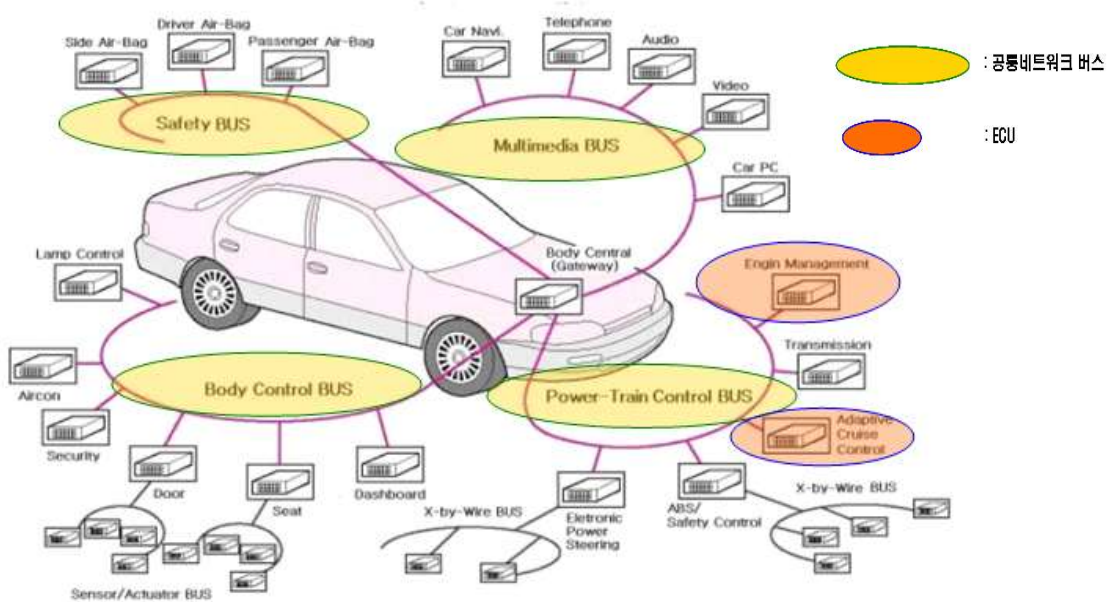 Driver Air-Bag
Side Air-Bag
Passenger Air-Bag
Safety BUS
Car Navi.
Telephone
Audio
Video
Multimedia BUS
Car PC
: 공통네트워크 버스
: ECU
Lamp Control
Body Central
(Gateway)
Engin Management
Transmission
Aircon
Body Control BUS
Power-Train Control BUS
Adaptive
Cruise
Control
Security
Door
Seat
Dashboard
X-by-Wire BUS
Eletronic
Power
Steering
ABS/
Safety Control
X-by-Wire BUS
Sensor/Actuator BUS